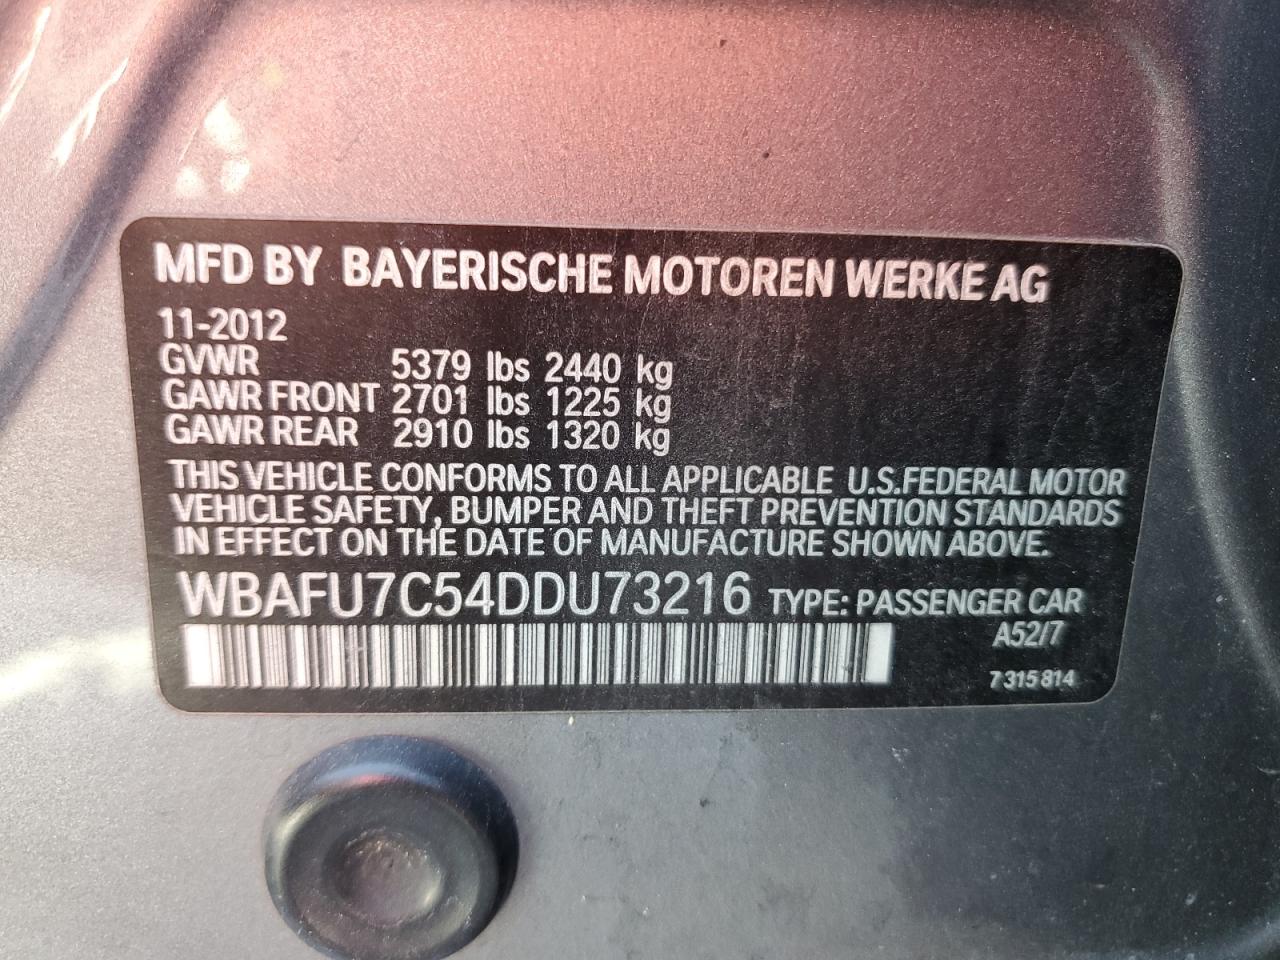 MFD BY BAYERISCHE MOTOREN WERKE AG
11-2012
GVWR 5379 lbs 2440 kg
GAWR FRONT 2701 lbs 1225 kg
GAWR REAR 2910 lbs 1320 kg
THIS VEHICLE CONFORMS TO ALL APPLICABLE U.S.FEDERAL MOTOR
VEHICLE SAFETY, BUMPER AND THEFT PREVENTION STANDARDS
IN EFFECT ON THE DATE OF MANUFACTURE SHOWN ABOVE.
WBAFU7C54DDU73216 TYPE: PASSENGER CAR
A52/7
7 315 814